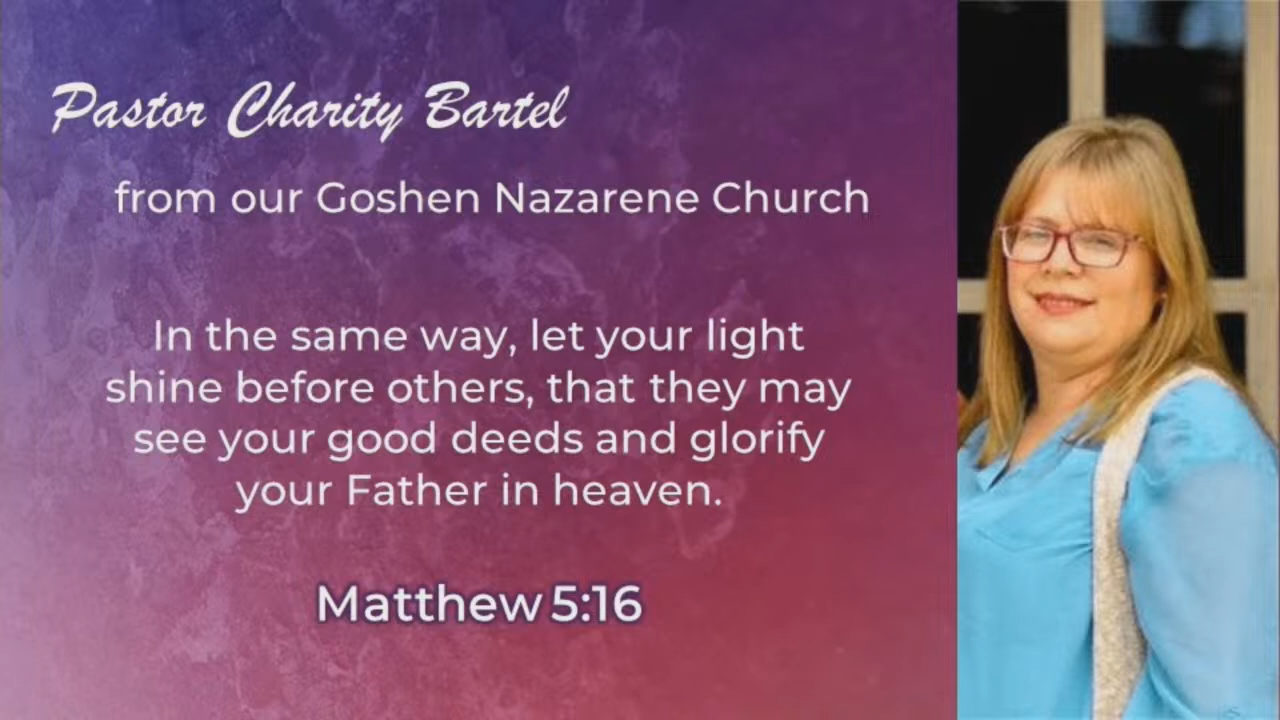 Pastor Charity Bartel
from our Goshen Nazarene Church
In the same way, let your light
shine before others, that they may
see your good deeds and glorify
your Father in heaven.
Matthew 5:16